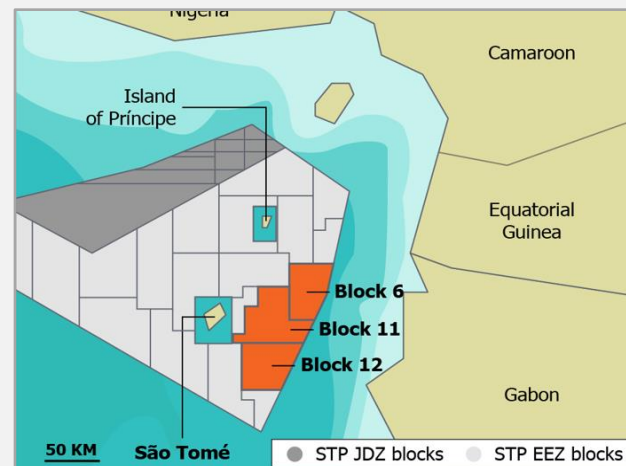 Nigeria
Camaroon
Island
of Príncipe
Equatorial
Guinea
Block 6
Block 11
Block 12
Gabon
50 KM
São Tomé
STP JDZ blocks
STP EEZ blocks